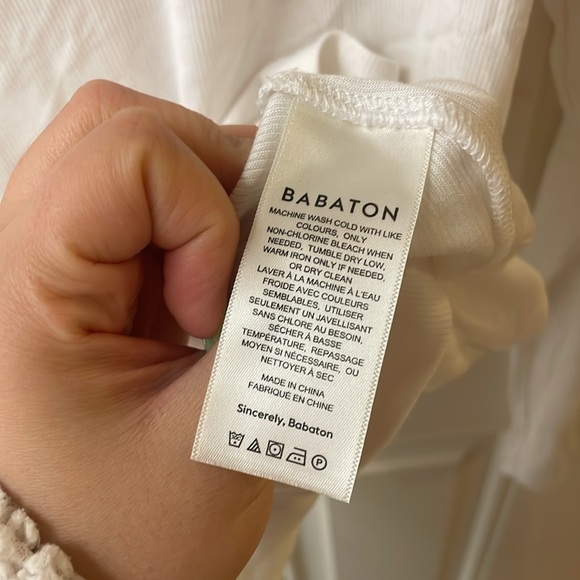 BABATON
MACHINE WASH COLD WITH LIKE
COLOURS, ONLY
NON-CHLORINE BLEACH WHEN
NEEDED, TUMBLE DRY LOW,
WARM IRON ONLY IF NEEDED,
OR DRY CLEAN
LAVER À LA MACHINE À L'EAU
FROIDE AVEC COULEURS
SEMBLABLES, UTILISER
SEULEMENT UN JAVELLISANT
SANS CHLORE AU BESOIN,
SÉCHER À BASSE
TEMPÉRATURE, REPASSAGE
MOYEN SI NÉCESSAIRE, OU
NETTOYER À SEC
MADE IN CHINA
FABRIQUÉ EN CHINE
Sincerely, Babaton
P